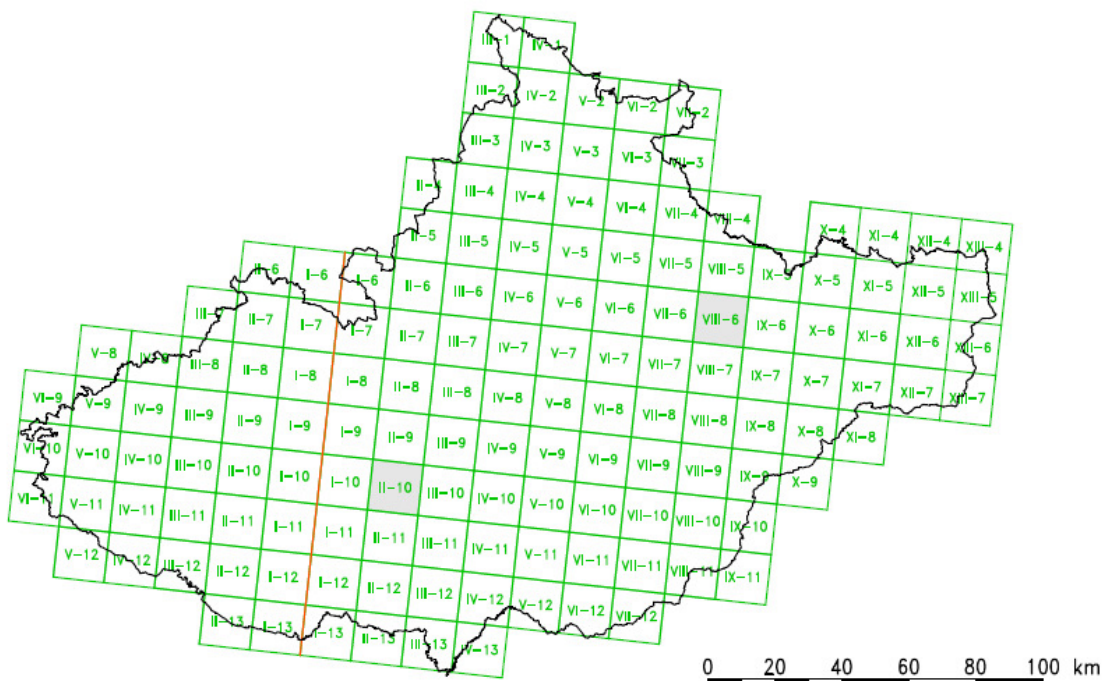 III-1 IV-1
III-2 IV-2 V-2 VI-2 VII-2
III-3 IV-3 V-3 VI-3 VII-3
II-4 III-4 IV-4 V-4 VI-4 VII-4 VIII-4 X-4 XI-4 XII-4 XIII-4
II-5 III-5 IV-5 V-5 VI-5 VII-5 VIII-5 IX-5 X-5 XI-5 XII-5 XIII-5
II-6 I-6 I-6 II-6 III-6 IV-6 V-6 VI-6 VII-6 VIII-6 IX-6 X-6 XI-6 XII-6 XIII-6
II-7 I-7 I-7 II-7 III-7 IV-7 V-7 VI-7 VII-7 VIII-7 IX-7 X-7 XI-7 XII-7 XIII-7
V-8 III-8 II-8 I-8 I-8 II-8 III-8 IV-8 V-8 VI-8 VII-8 VIII-8 IX-8 X-8 XI-8
VI-9 V-9 IV-9 III-9 II-9 I-9 I-9 II-9 III-9 IV-9 V-9 VI-9 VII-9 VIII-9 IX-9 X-9
VI-10 V-10 IV-10 III-10 II-10 I-10 I-10 II-10 III-10 IV-10 V-10 VI-10 VII-10 VIII-10 IX-10
V-11 IV-11 III-11 II-11 I-11 I-11 II-11 III-11 IV-11 V-11 VI-11 VII-11 VIII-11 IX-11
V-12 IV-12 III-12 II-12 I-12 I-12 II-12 III-12 IV-12 V-12 VI-12 VII-12
II-13 I-13 I-13 II-13 III-13 IV-13
0 20 40 60 80 100 km